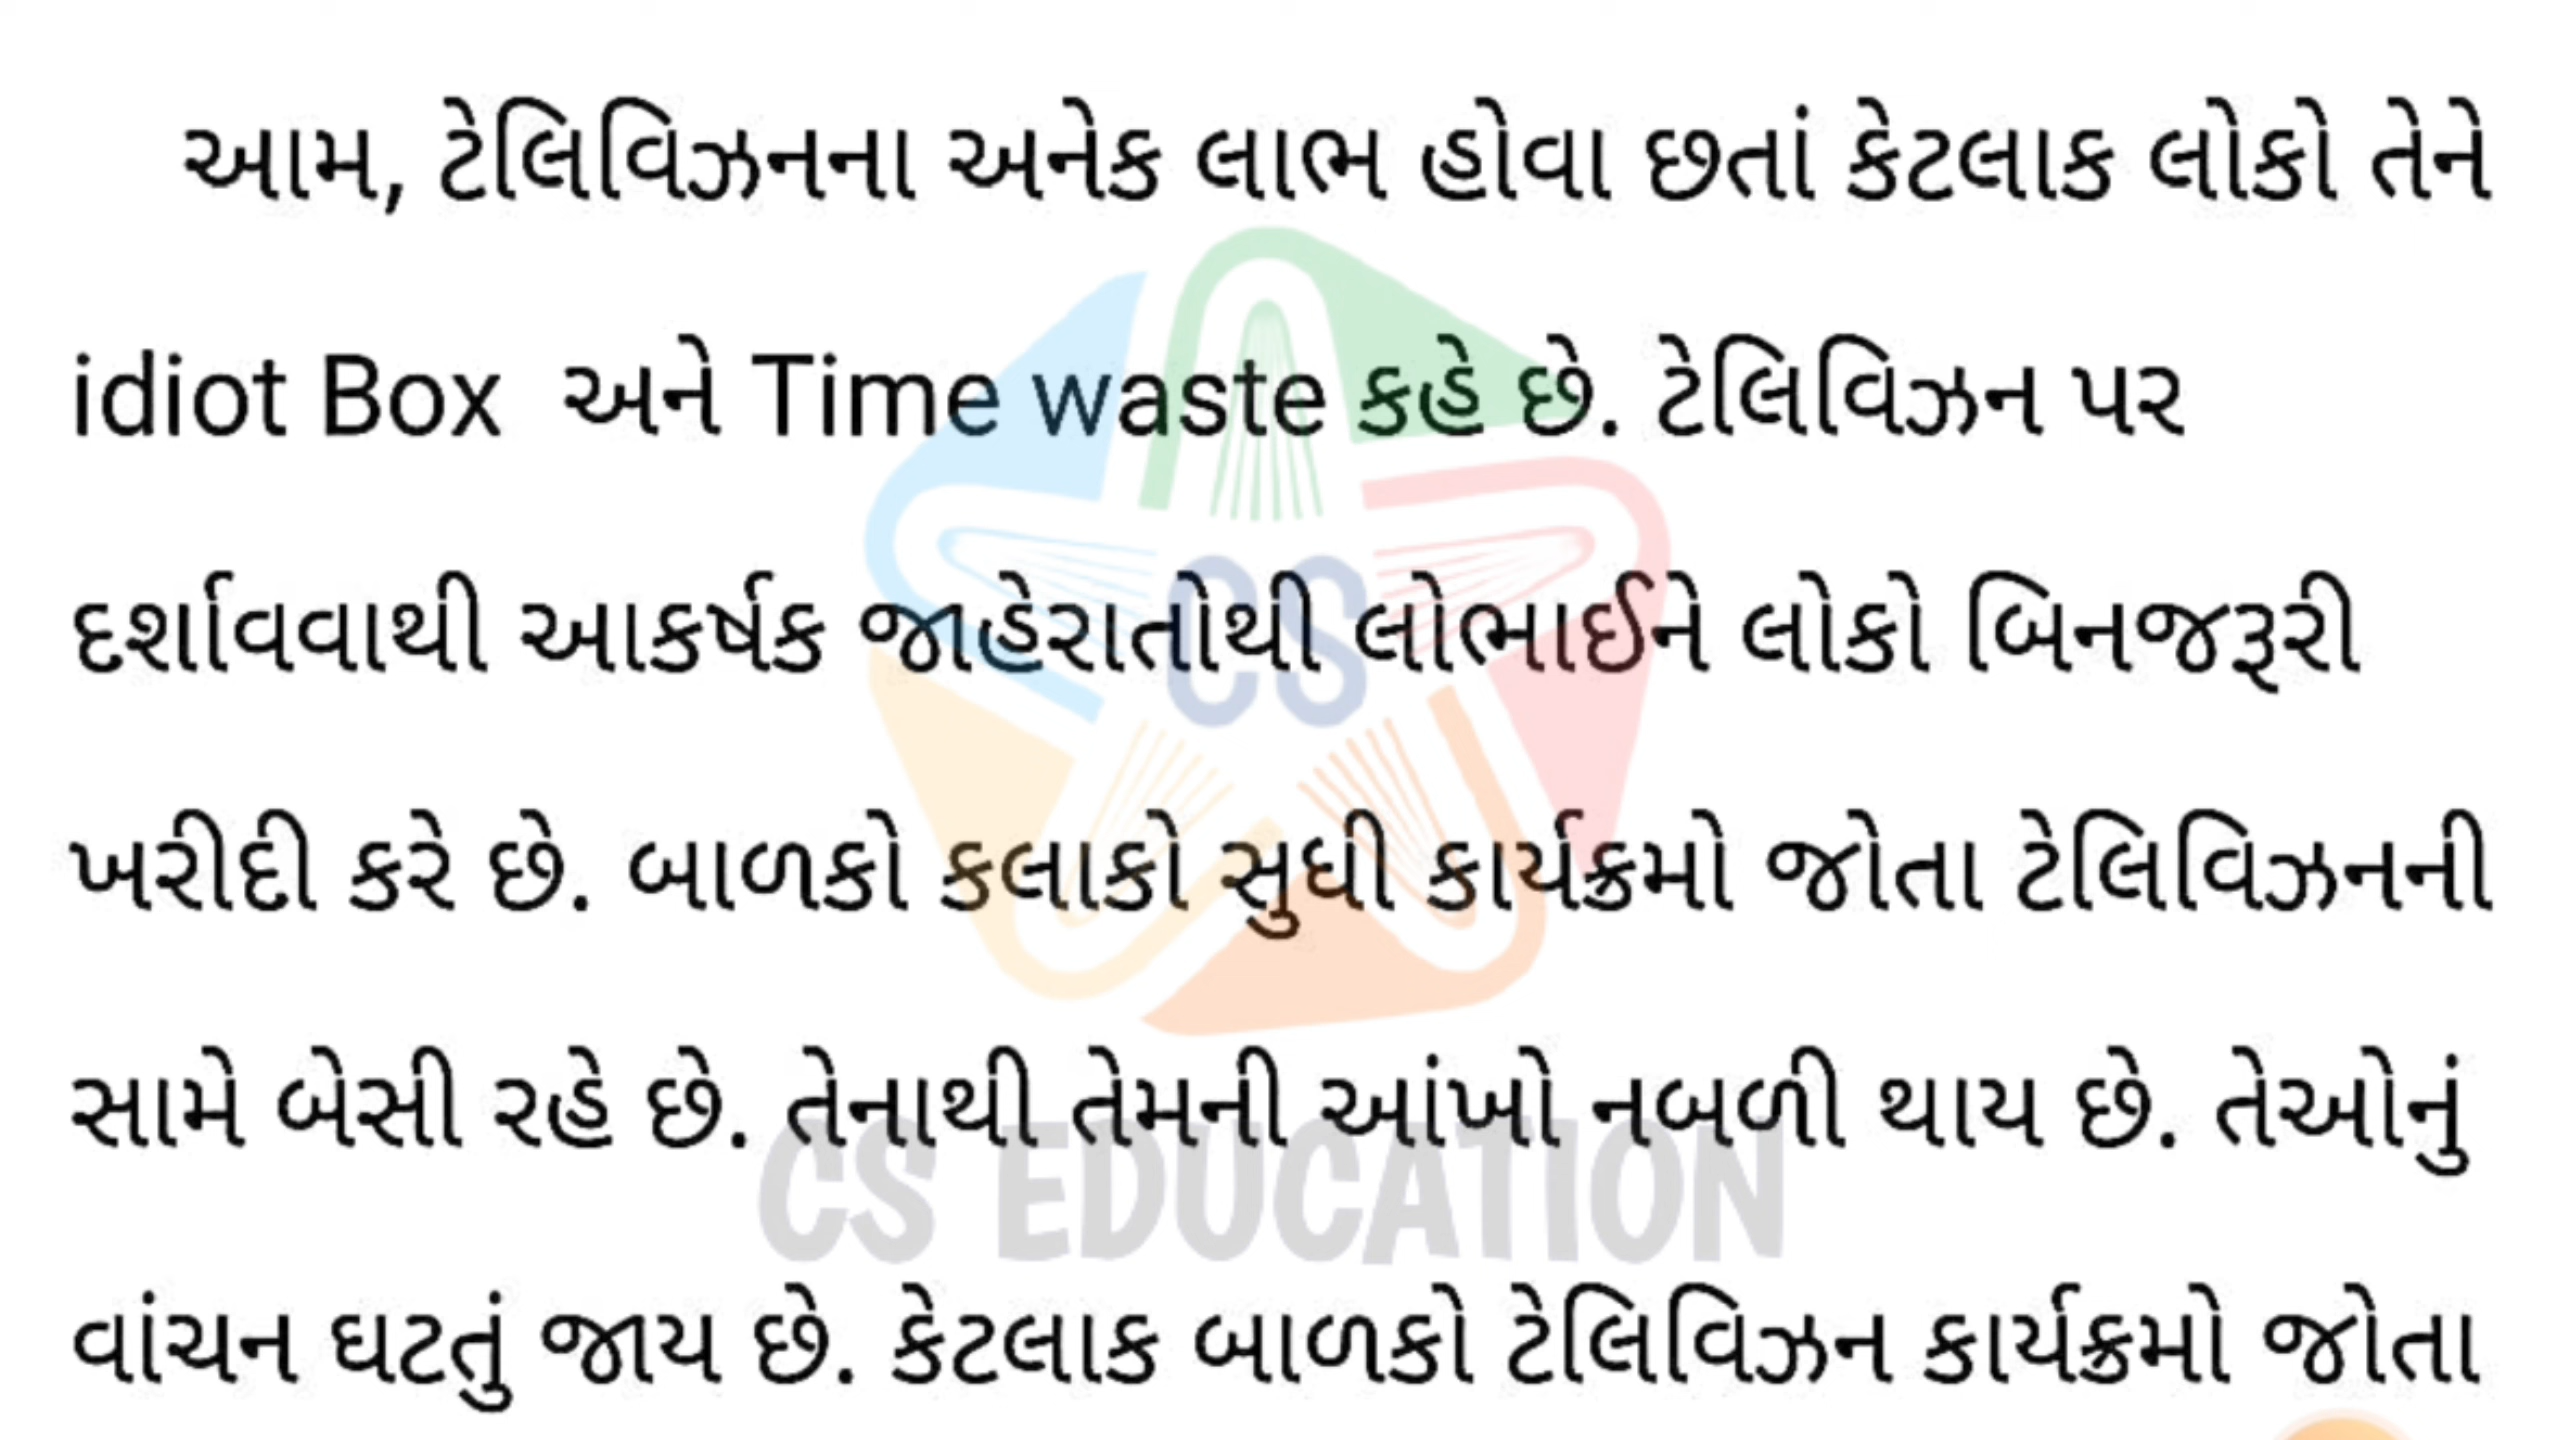 આમ, ટેલિવિઝનના અનેક લાભ હોવા છતાં કેટલાક લોકો તેને
idiot Box અને Time waste કહે છે. ટેલિવિઝન પર
દર્શાવવાથી આકર્ષક જાહેરાતોથી લોભાઈને લોકો બિનજરૂરી
ખરીદી કરે છે. બાળકો કલાકો સુધી કાર્યક્રમો જોતા ટેલિવિઝનની
સામે બેસી રહે છે. તેનાથી તેમની આંખો નબળી થાય છે. તેઓનું
વાંચન ઘટતું જાય છે. કેટલાક બાળકો ટેલિવિઝન કાર્યક્રમો જોતા
CS
CS EDUCATION